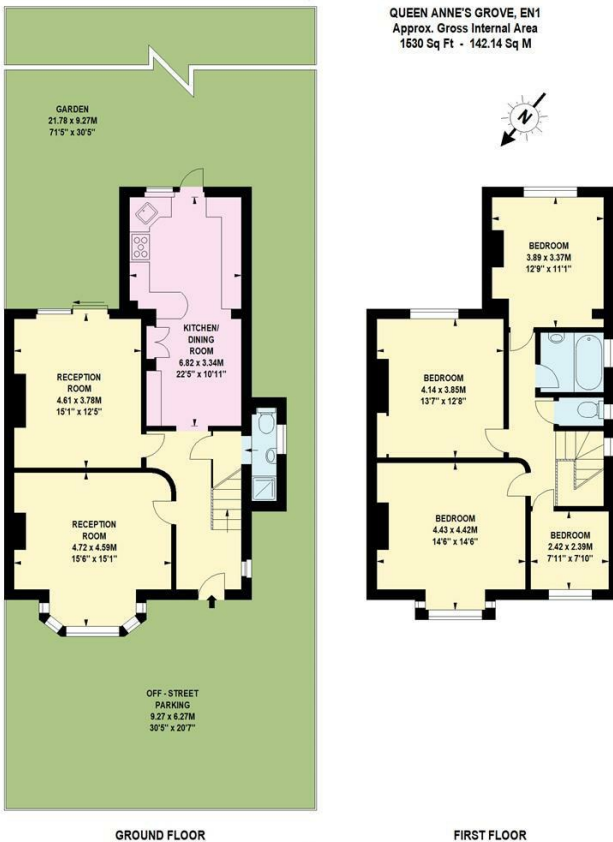 QUEEN ANNE'S GROVE, EN1
Approx. Gross Internal Area
1530 Sq Ft - 142.14 Sq M
N
GARDEN
21.78 x 9.27M
71'5" x 30'5"
KITCHEN/
DINING
ROOM
6.82 x 3.34M
22'5" x 10'11"
RECEPTION
ROOM
4.61 x 3.78M
15'1" x 12'5"
RECEPTION
ROOM
4.72 x 4.59M
15'6" x 15'1"
OFF - STREET
PARKING
9.27 x 6.27M
30'5" x 20'7"
GROUND FLOOR
BEDROOM
3.89 x 3.37M
12'9" x 11'1"
BEDROOM
4.14 x 3.85M
13'7" x 12'8"
BEDROOM
4.43 x 4.42M
14'6" x 14'6"
BEDROOM
2.42 x 2.39M
7'11" x 7'10"
FIRST FLOOR